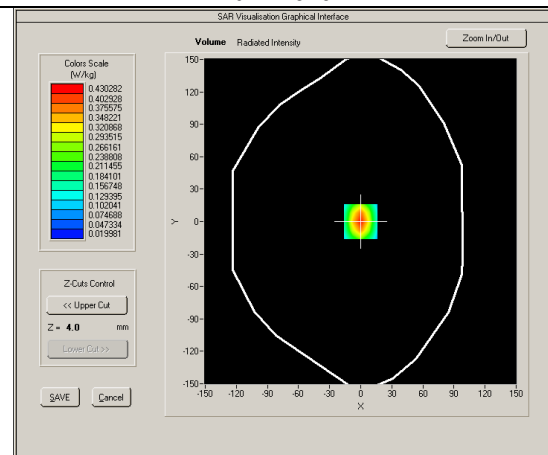 SAR Visualisation Graphical Interface
Volume Radiated Intensity
Zoom In/Out
Colors Scale
(W/kg)
0.430282
0.402928
0.375575
0.348221
0.320868
0.293515
0.266161
0.238808
0.211455
0.184101
0.156748
0.129395
0.102041
0.074688
0.047334
0.019981
Z-Cuts Control
<< Upper Cut
Z = 4.0 mm
Lower Cut >>
SAVE Cancel
150
120
90
60
30
0
-30
-60
-90
-120
-150
Y
-150 -120 -90 -60 -30 0 30 60 90 120 150
X